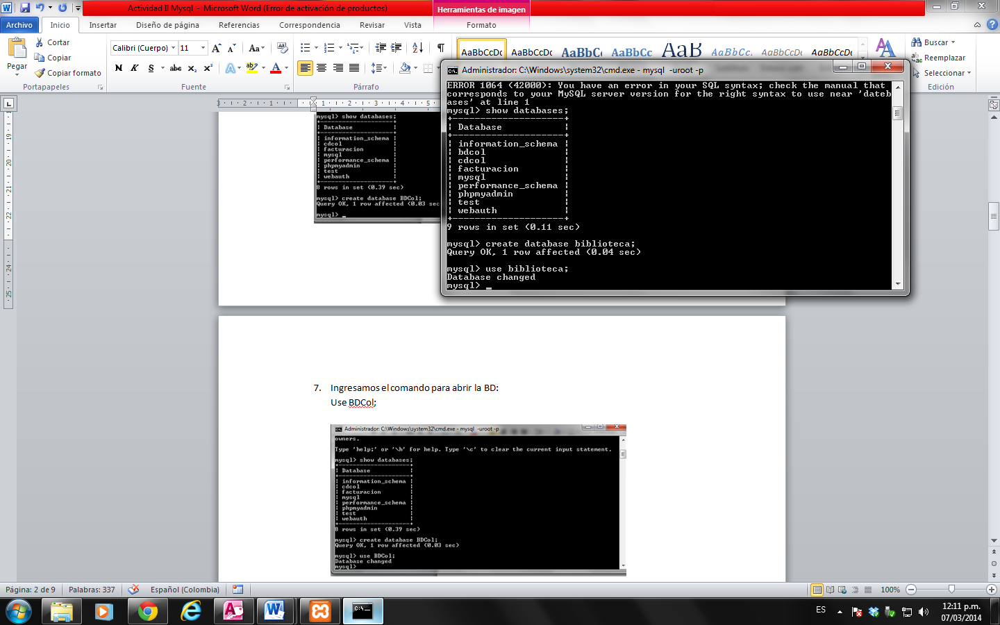 Actividad II Mysql - Microsoft Word (Error de activación de productos)
Herramientas de imagen
Archivo Inicio Insertar Diseño de página Referencias Correspondencia Revisar Vista Formato
Pegar
Cortar
Copiar
Copiar formato
Portapapeles
Calibri (Cuerpo) 11
N K S abc x₂ x²
Fuente
Párrafo
AaBbCcDc AaBbCcDc AaBbC AaBbCc AaB AaBbCc. AaBbCcDc AaBbCcDc
Buscar
Reemplazar
Seleccionar
Edición
mysql> show databases;
Database
information_schema
cdcol
facturacion
mysql
performance_schema
phpmyadmin
test
webauth
8 rows in set (0.39 sec)
mysql> create database BDCol;
Query OK, 1 row affected (0.03 sec
mysql> _
Administrador: C:\Windows\system32\cmd.exe - mysql -uroot -p
ERROR 1064 (42000): You have an error in your SQL syntax; check the manual that
corresponds to your MySQL server version for the right syntax to use near 'dateb
ases' at line 1
mysql> show databases;
+--------------------+
| Database |
+--------------------+
| information_schema |
| bdcol |
| cdcol |
| facturacion |
| mysql |
| performance_schema |
| phpmyadmin |
| test |
| webauth |
+--------------------+
9 rows in set (0.11 sec)
mysql> create database biblioteca;
Query OK, 1 row affected (0.04 sec)
mysql> use biblioteca;
Database changed
mysql> _
7. Ingresamos el comando para abrir la BD:
Use BDCol;
Administrador: C:\Windows\system32\cmd.exe - mysql -uroot -p
owners.
Type 'help;' or '\h' for help. Type '\c' to clear the current input statement.
mysql> show databases;
+--------------------+
| Database |
+--------------------+
| information_schema |
| cdcol |
| facturacion |
| mysql |
| performance_schema |
| phpmyadmin |
| test |
| webauth |
+--------------------+
8 rows in set (0.39 sec)
mysql> create database BDCol;
Query OK, 1 row affected (0.03 sec)
mysql> use BDCol;
Database changed
mysql>
Página: 2 de 9 Palabras: 337 Español (Colombia) 100%
ES 12:11 p.m.
07/03/2014